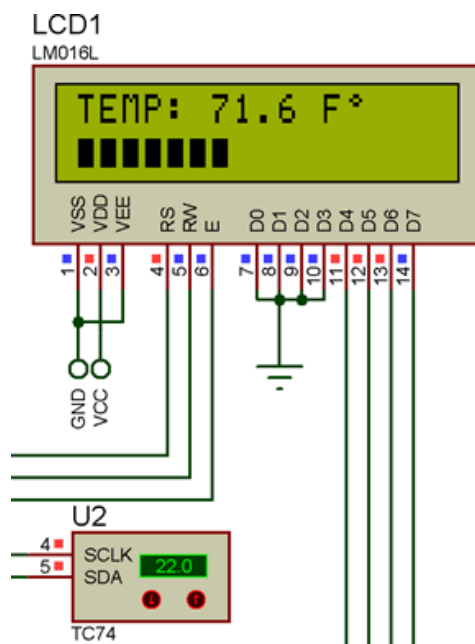 LCD1
LM016L
TEMP: 71.6 F°
VSS VDD VEE RS RW E D0 D1 D2 D3 D4 D5 D6 D7
1 2 3 4 5 6 7 8 9 10 11 12 13 14
GND VCC
U2
4 SCLK 22.0
5 SDA
TC74